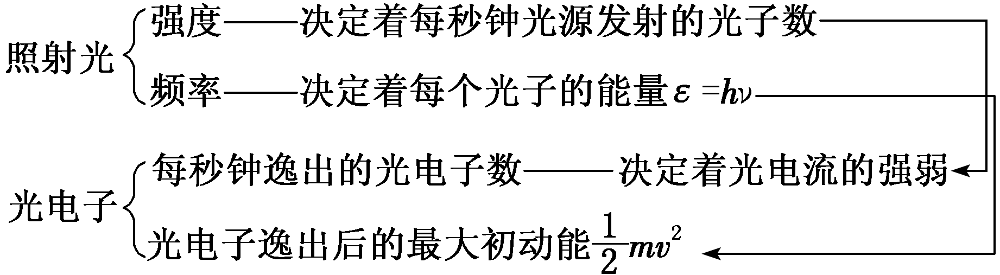 照射光
强度——决定着每秒钟光源发射的光子数
频率——决定着每个光子的能量ε=hν
光电子
每秒钟逸出的光电子数——决定着光电流的强弱
光电子逸出后的最大初动能1/2mv²